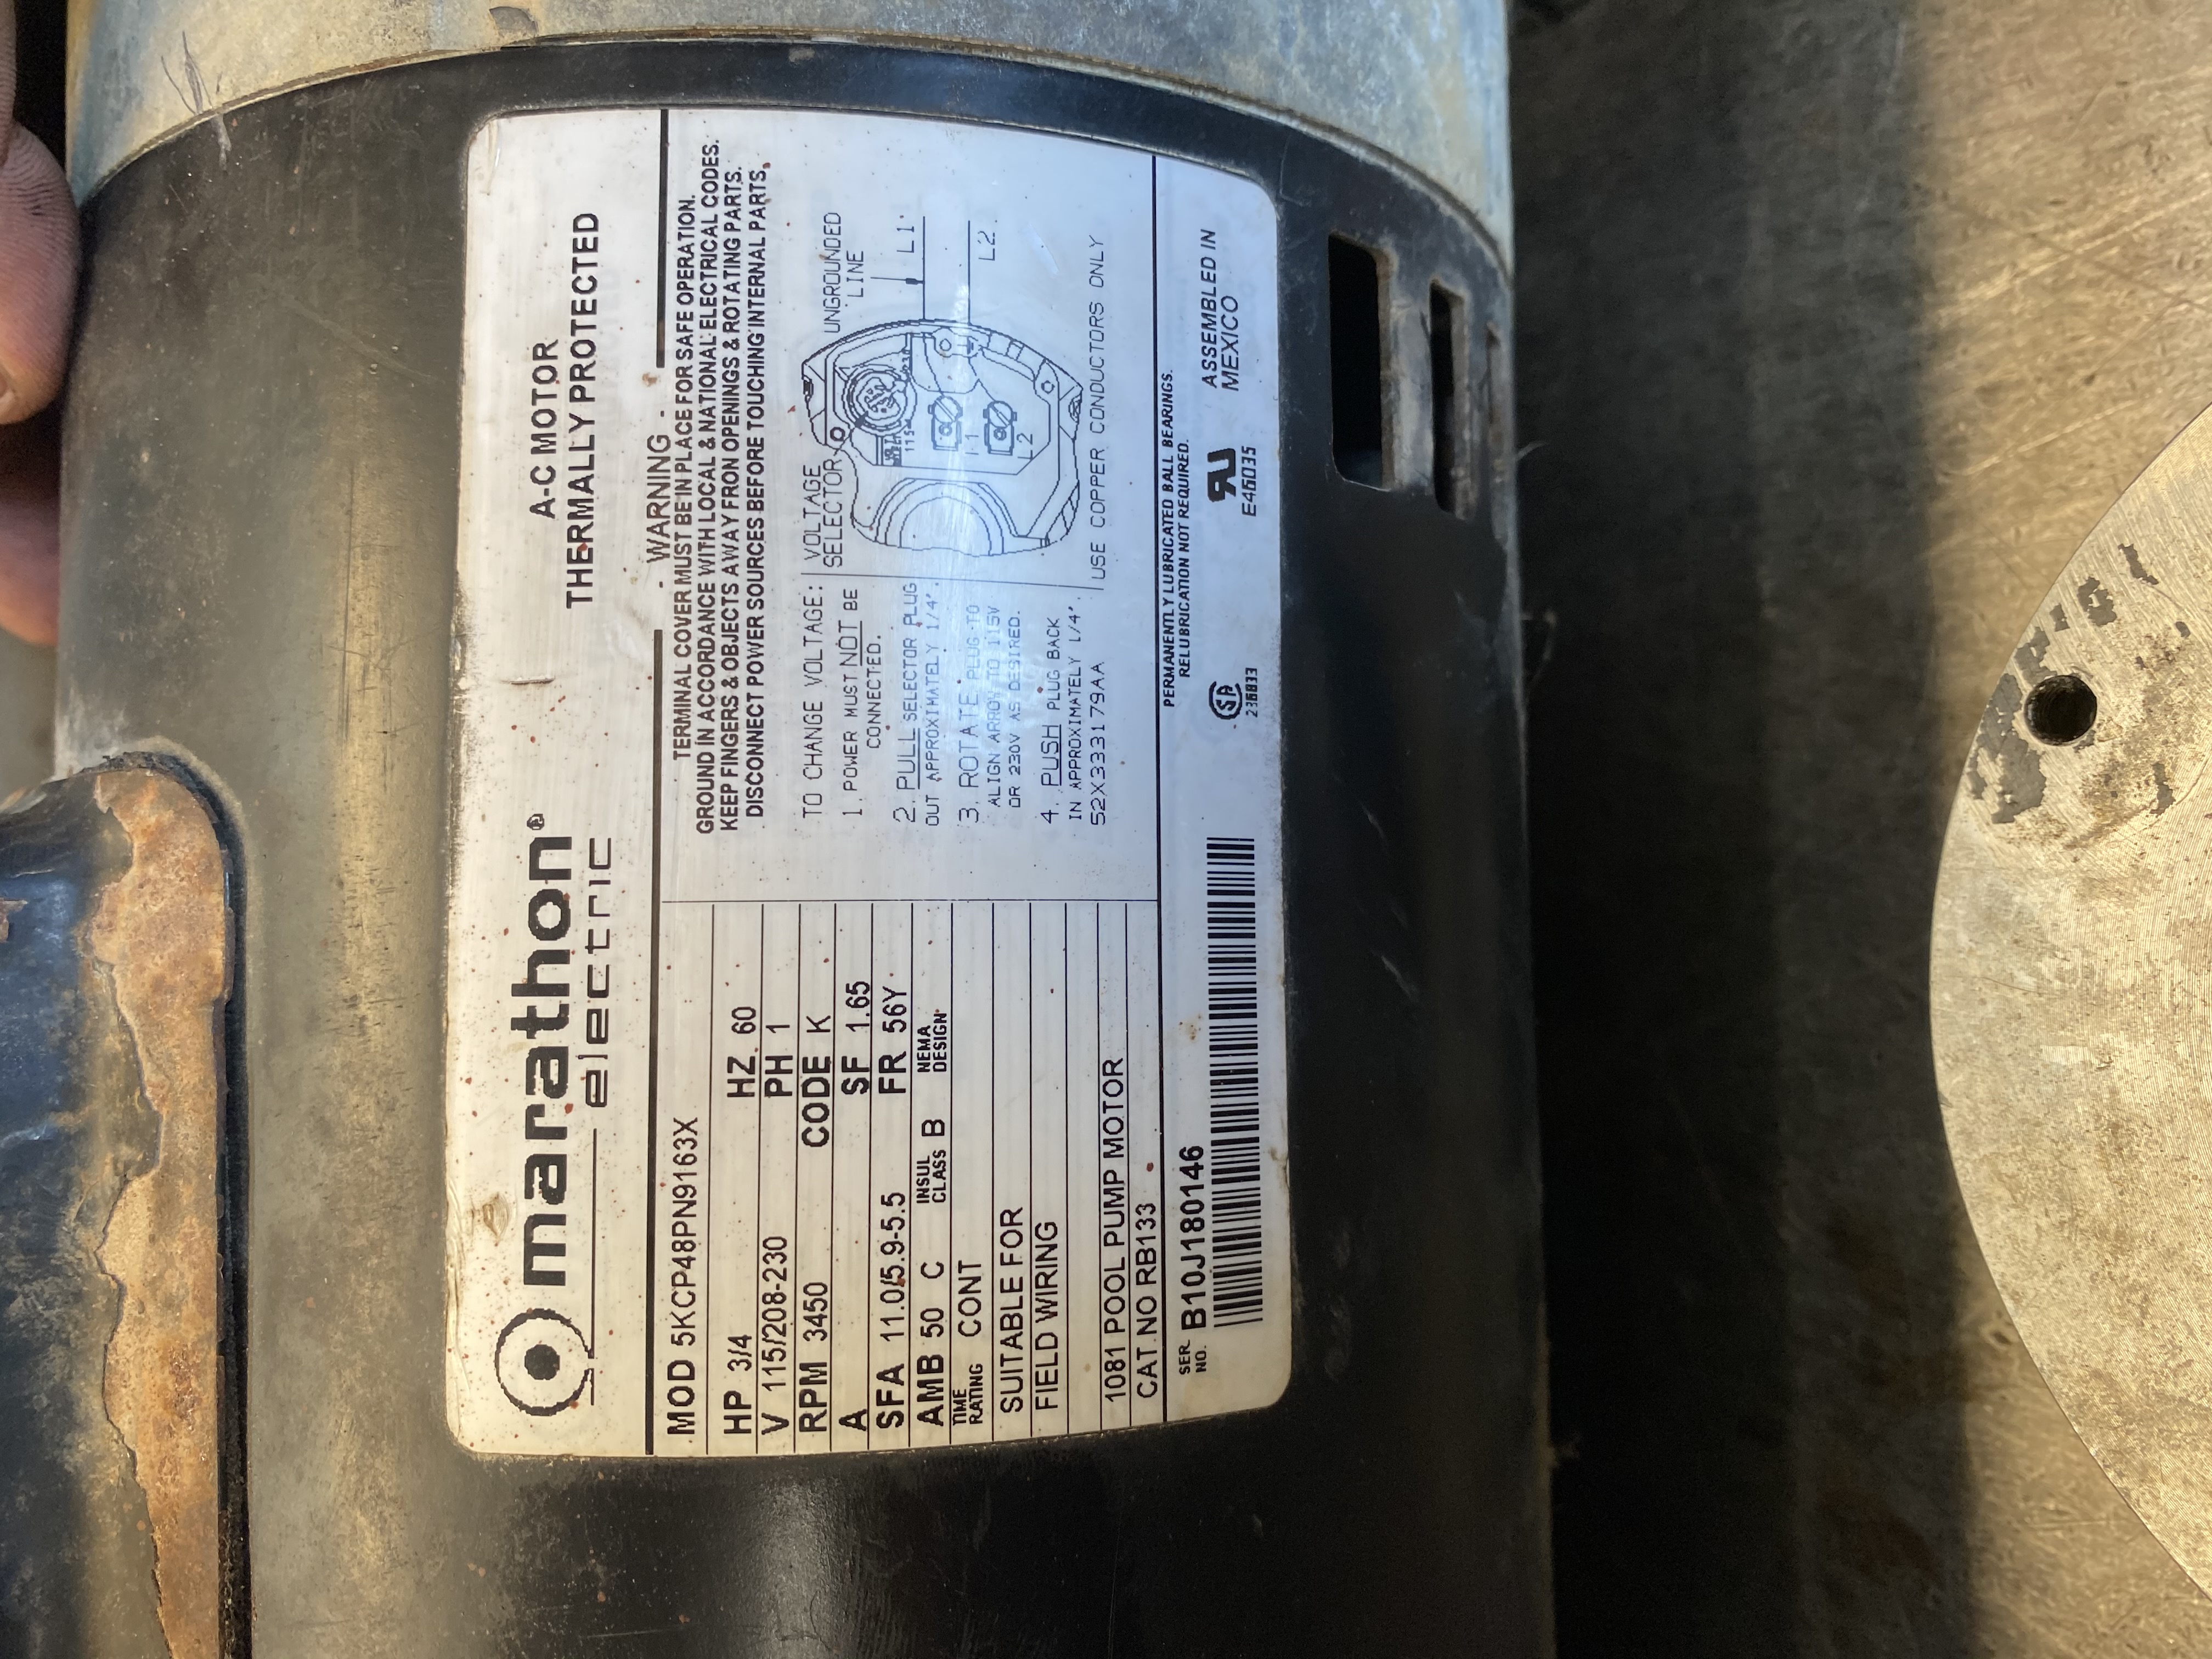 marathon®
electric
A-C MOTOR
THERMALLY PROTECTED
MOD 5KCP48PN9163X
HP 3/4 HZ 60
V 115/208-230 PH 1
RPM 3450 CODE K
A SF 1.65
SFA 11.0/5.9-5.5 FR 56Y
AMB 50 C INSUL CLASS B NEMA DESIGN
TIME RATING CONT
SUITABLE FOR
FIELD WIRING
1081 POOL PUMP MOTOR
CAT.NO RB133
- WARNING -
TERMINAL COVER MUST BE IN PLACE FOR SAFE OPERATION.
GROUND IN ACCORDANCE WITH LOCAL & NATIONAL ELECTRICAL CODES.
KEEP FINGERS & OBJECTS AWAY FRON OPENINGS & ROTATING PARTS.
DISCONNECT POWER SOURCES BEFORE TOUCHING INTERNAL PARTS.
TO CHANGE VOLTAGE:
1. POWER MUST NOT BE
CONNECTED.
2. PULL SELECTOR PLUG
OUT APPROXIMATELY 1/4".
3. ROTATE PLUG TO
ALIGN ARROW TO 115V
OR 230V AS DESIRED.
4. PUSH PLUG BACK
IN APPROXIMATELY 1/4".
52X333179AA
VOLTAGE
SELECTOR
UNGROUNDED
LINE
L1
L2
115
L1
L2
USE COPPER CONDUCTORS ONLY
PERMANENTLY LUBRICATED BALL BEARINGS.
RELUBRICATION NOT REQUIRED.
SER. NO. B10J180146
236833
E46035
ASSEMBLED IN
MEXICO